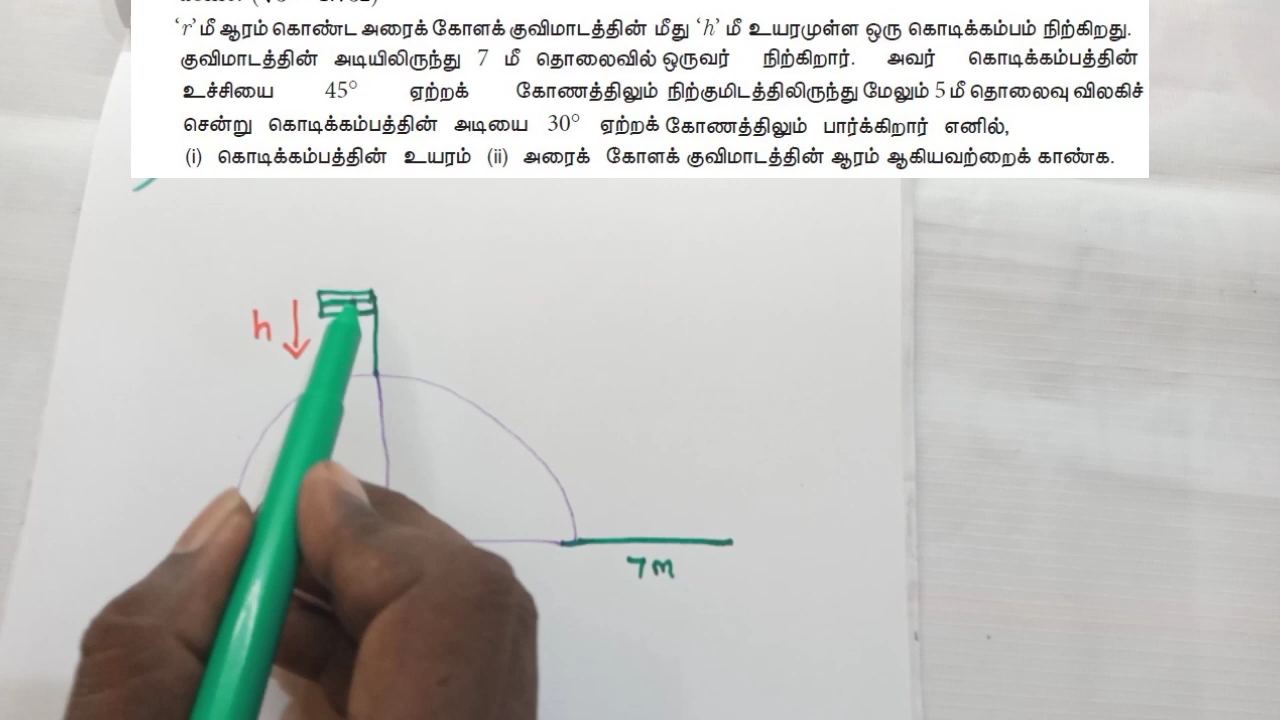 'r' மீ ஆரம் கொண்ட அரைக் கோளக் குவிமாடத்தின் மீது 'h' மீ உயரமுள்ள ஒரு கொடிக்கம்பம் நிற்கிறது.
குவிமாடத்தின் அடியிலிருந்து 7 மீ தொலைவில் ஒருவர் நிற்கிறார். அவர் கொடிக்கம்பத்தின்
உச்சியை 45° ஏற்றக் கோணத்திலும் நிற்குமிடத்திலிருந்து மேலும் 5 மீ தொலைவு விலகிச்
சென்று கொடிக்கம்பத்தின் அடியை 30° ஏற்றக் கோணத்திலும் பார்க்கிறார் எனில்,
(i) கொடிக்கம்பத்தின் உயரம் (ii) அரைக் கோளக் குவிமாடத்தின் ஆரம் ஆகியவற்றைக் காண்க.
h
7 m